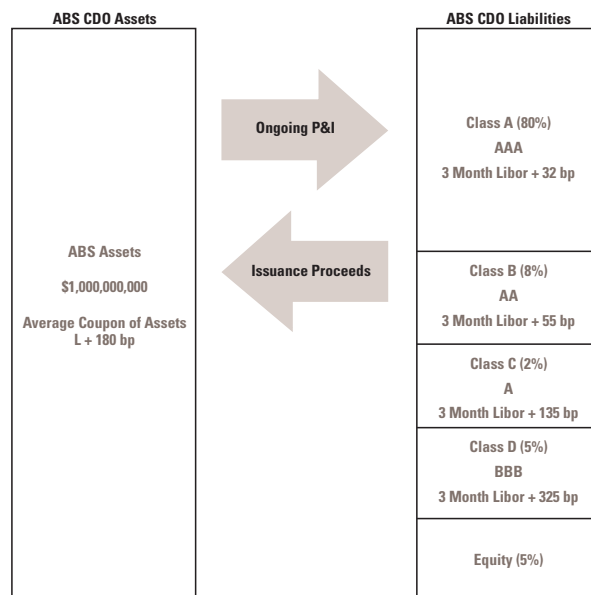 ABS CDO Assets
ABS Assets
$1,000,000,000
Average Coupon of Assets
L + 180 bp
Ongoing P&I
Issuance Proceeds
ABS CDO Liabilities
Class A (80%)
AAA
3 Month Libor + 32 bp
Class B (8%)
AA
3 Month Libor + 55 bp
Class C (2%)
A
3 Month Libor + 135 bp
Class D (5%)
BBB
3 Month Libor + 325 bp
Equity (5%)